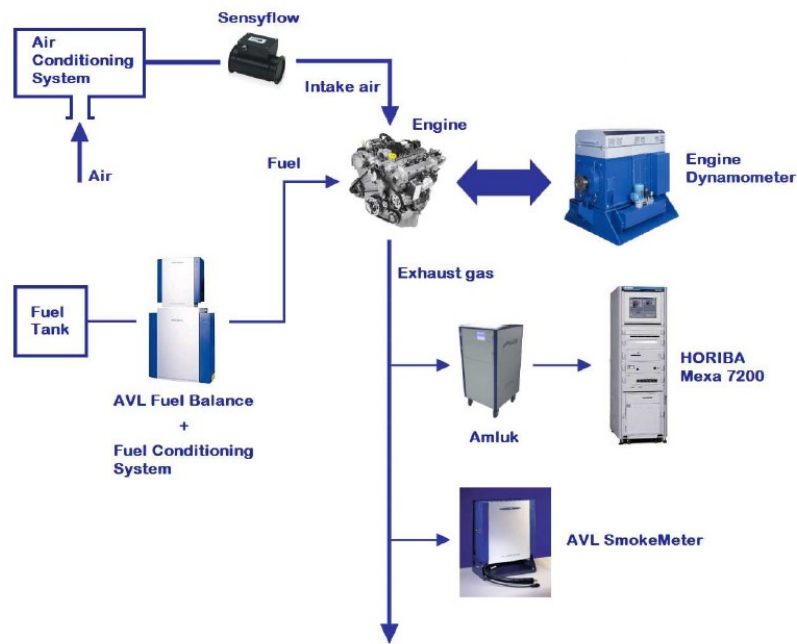 Sensyflow
Air
Conditioning
System
Intake air
Engine
Air
Fuel
Engine
Dynamometer
Exhaust gas
Fuel
Tank
HORIBA
Mexa 7200
AVL Fuel Balance
+
Fuel Conditioning
System
Amluk
AVL SmokeMeter